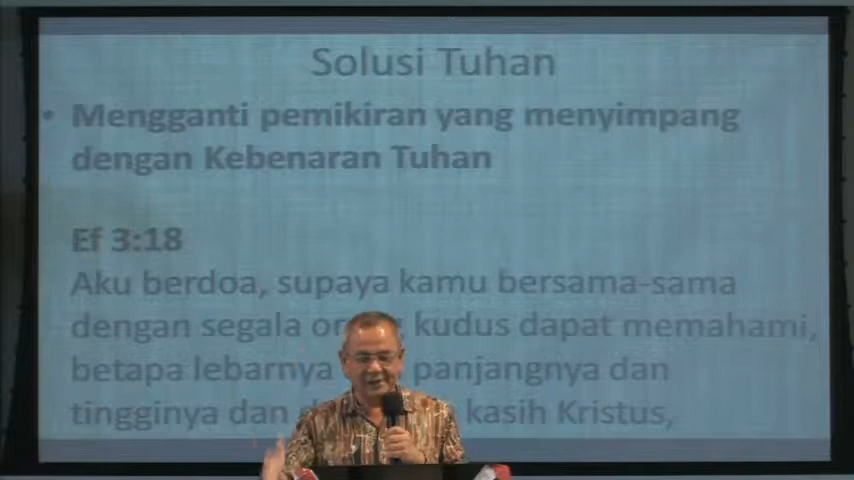 Solusi Tuhan
• Mengganti pemikiran yang menyimpang
dengan Kebenaran Tuhan
Ef 3:18
Aku berdoa, supaya kamu bersama-sama
dengan segala kudus dapat memahami,
betapa lebarnya panjangnya dan
tingginya dan kasih Kristus,